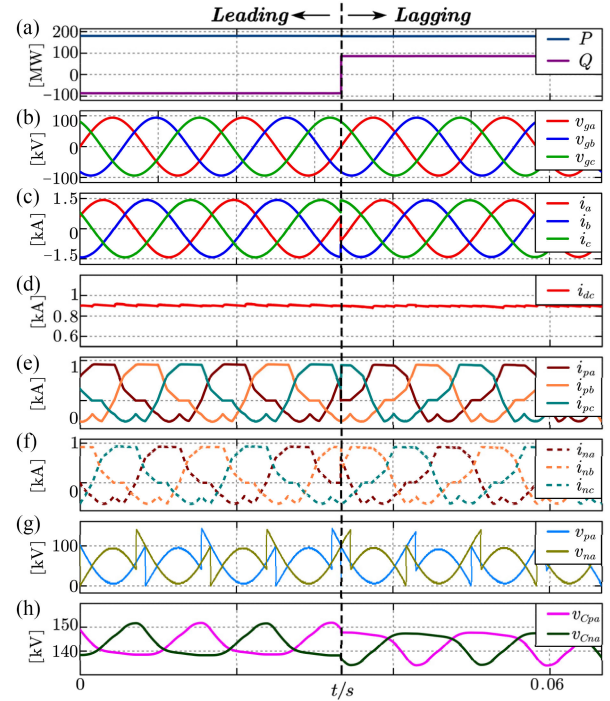 Leading ← → Lagging
(a) 200 100 0 −100 [MW] P Q
(b) 100 0 −100 [kV] v_ga v_gb v_gc
(c) 1.5 0 −1.5 [kA] i_a i_b i_c
(d) 1 0.8 0.6 [kA] i_dc
(e) 1 0 [kA] i_pa i_pb i_pc
(f) 1 0 [kA] i_na i_nb i_nc
(g) 100 0 [kV] v_pa v_na
(h) 150 140 [kV] v_Cpa v_Cna
0 t/s 0.06